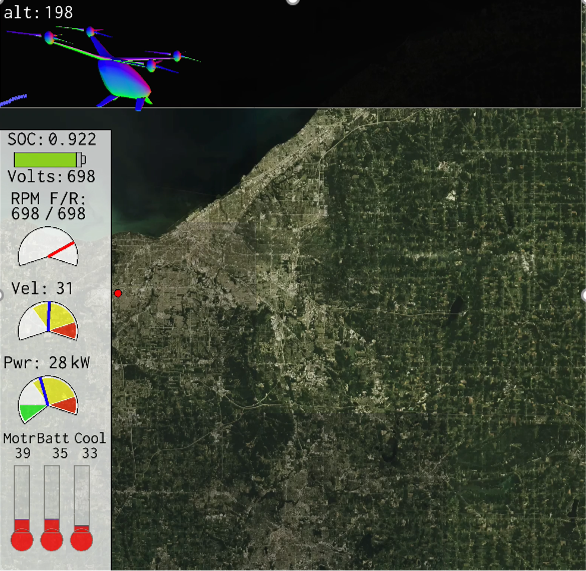 alt: 198
SOC: 0.922
Volts: 698
RPM F/R:
698 / 698
Vel: 31
Pwr: 28 kW
Motr Batt Cool
39 35 33